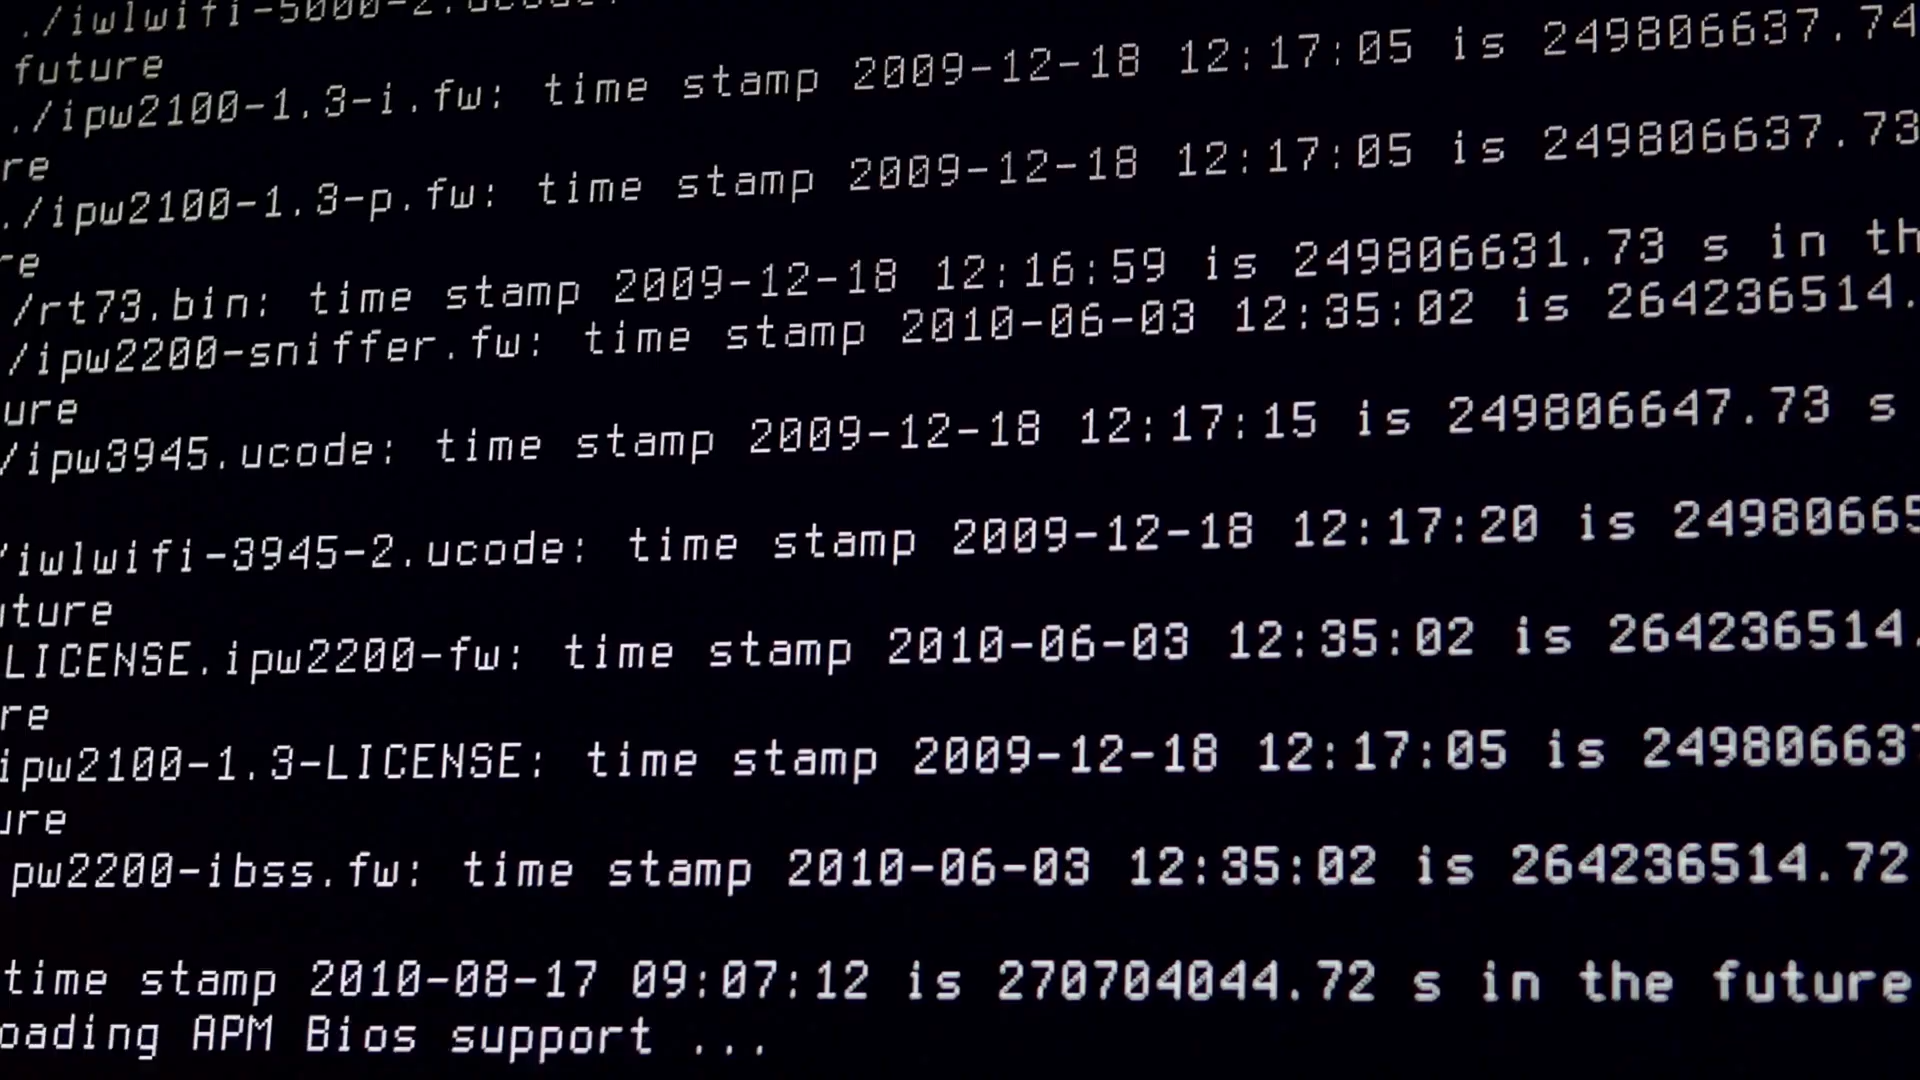 ./iwlwifi-5000-2.ucode:
future
./ipw2100-1.3-i.fw: time stamp 2009-12-18 12:17:05 is 249806637.74
re
./ipw2100-1.3-p.fw: time stamp 2009-12-18 12:17:05 is 249806637.73
re
/rt73.bin: time stamp 2009-12-18 12:16:59 is 249806631.73 s in th
/ipw2200-sniffer.fw: time stamp 2010-06-03 12:35:02 is 264236514.
ure
/ipw3945.ucode: time stamp 2009-12-18 12:17:15 is 249806647.73 s
/iwlwifi-3945-2.ucode: time stamp 2009-12-18 12:17:20 is 24980665
uture
LICENSE.ipw2200-fw: time stamp 2010-06-03 12:35:02 is 264236514.
re
ipw2100-1.3-LICENSE: time stamp 2009-12-18 12:17:05 is 249806637
ure
pw2200-ibss.fw: time stamp 2010-06-03 12:35:02 is 264236514.72
time stamp 2010-08-17 09:07:12 is 270704044.72 s in the future
oading APM Bios support ...